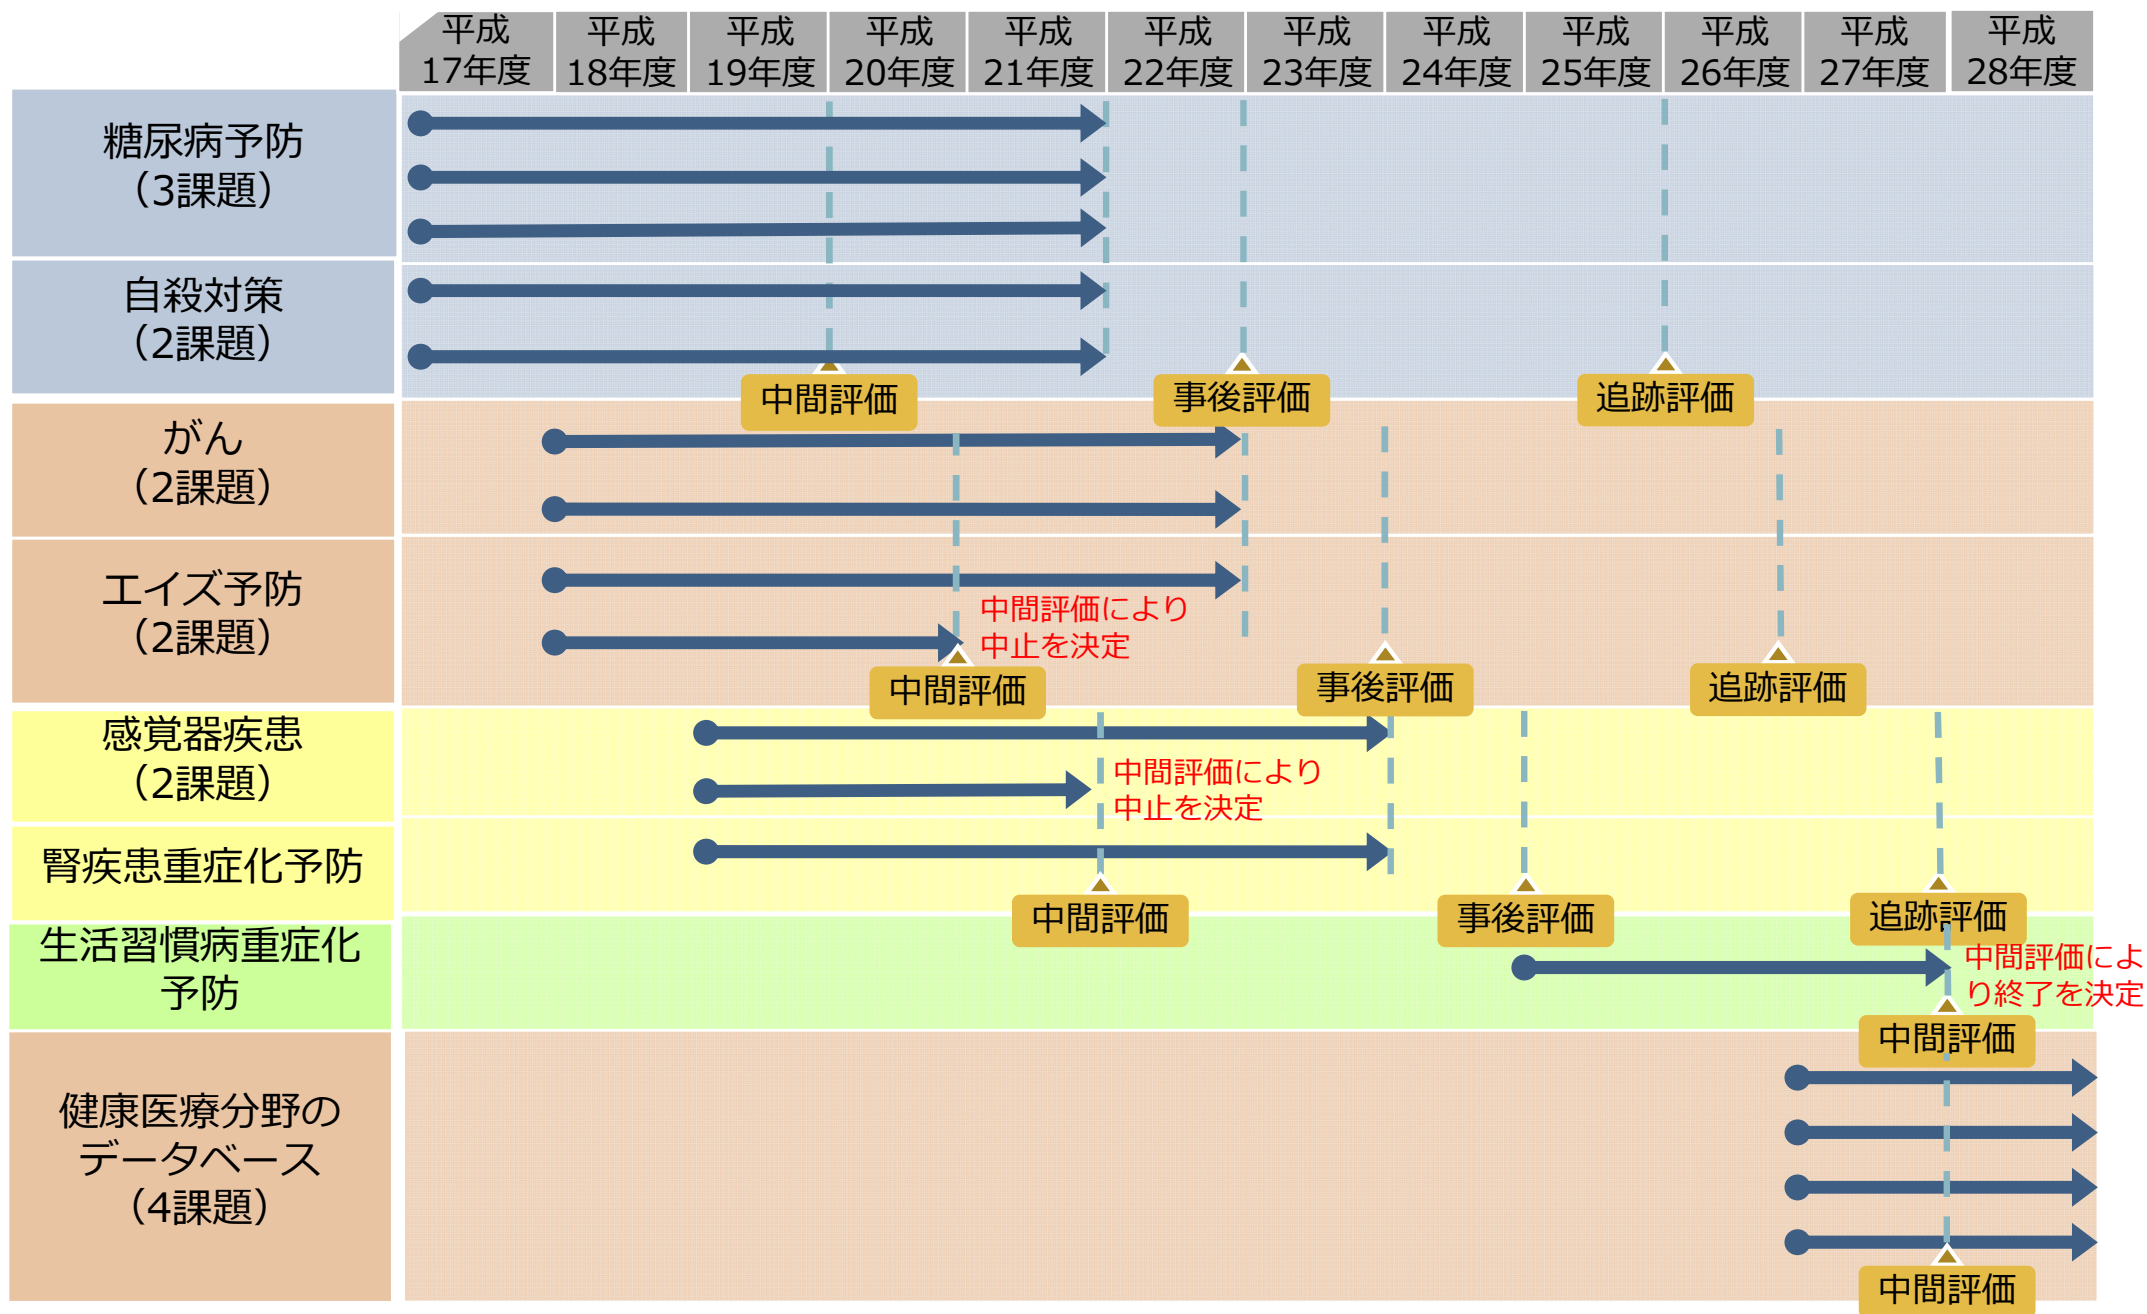 平成
17年度
平成
18年度
平成
19年度
平成
20年度
平成
21年度
平成
22年度
平成
23年度
平成
24年度
平成
25年度
平成
26年度
平成
27年度
平成
28年度
糖尿病予防
（3課題）
自殺対策
（2課題）
中間評価
事後評価
追跡評価
がん
（2課題）
エイズ予防
（2課題）
中間評価により
中止を決定
中間評価
事後評価
追跡評価
感覚器疾患
（2課題）
中間評価により
中止を決定
腎疾患重症化予防
中間評価
事後評価
追跡評価
生活習慣病重症化
予防
中間評価によ
り終了を決定
中間評価
健康医療分野の
データベース
（4課題）
中間評価